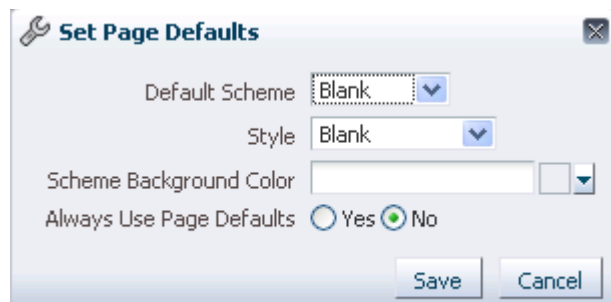 Set Page Defaults
Default Scheme Blank
Style Blank
Scheme Background Color
Always Use Page Defaults Yes No
Save Cancel